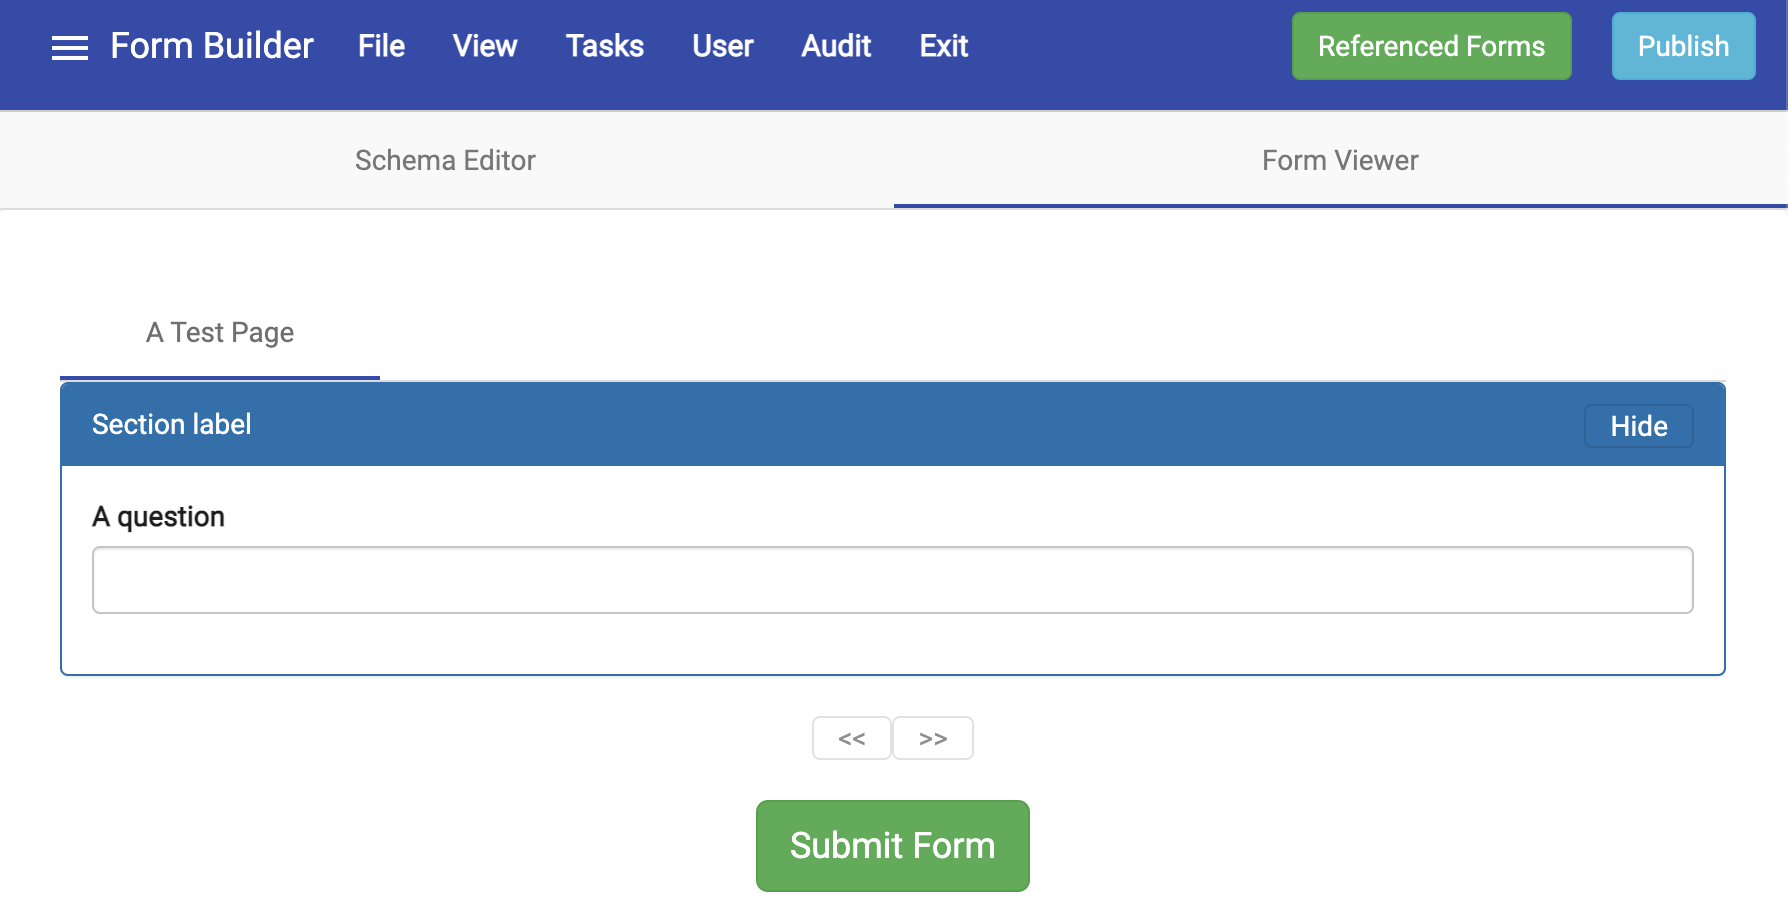 Form Builder File View Tasks User Audit Exit Referenced Forms Publish
Schema Editor Form Viewer
A Test Page
Section label Hide
A question
<< >>
Submit Form